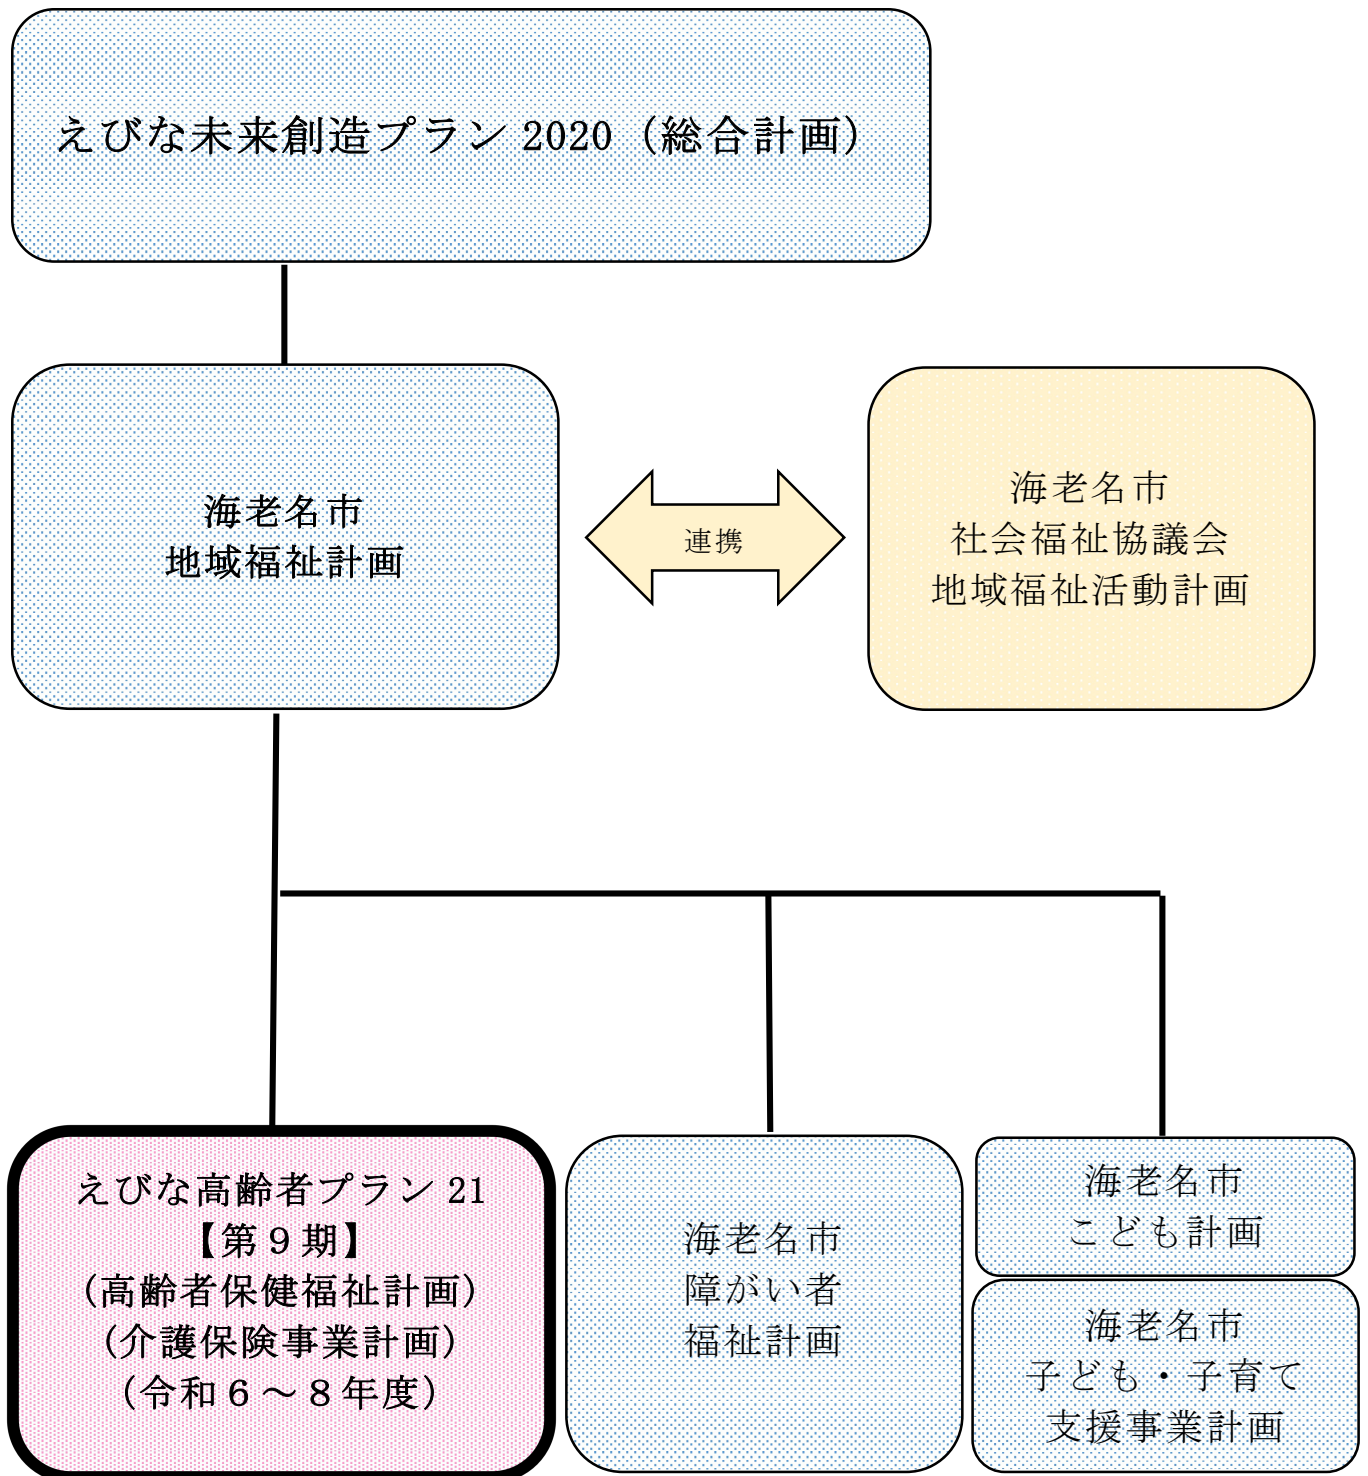 えびな未来創造プラン 2020（総合計画）
海老名市
地域福祉計画
連携
海老名市
社会福祉協議会
地域福祉活動計画
えびな高齢者プラン 21
【第９期】
(高齢者保健福祉計画)
(介護保険事業計画)
(令和６～８年度)
海老名市
障がい者
福祉計画
海老名市
こども計画
海老名市
子ども・子育て
支援事業計画